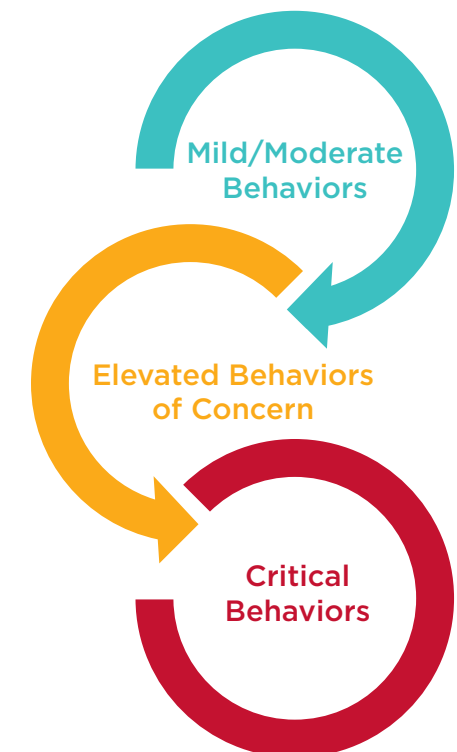 Mild/Moderate
Behaviors
Elevated Behaviors
of Concern
Critical
Behaviors